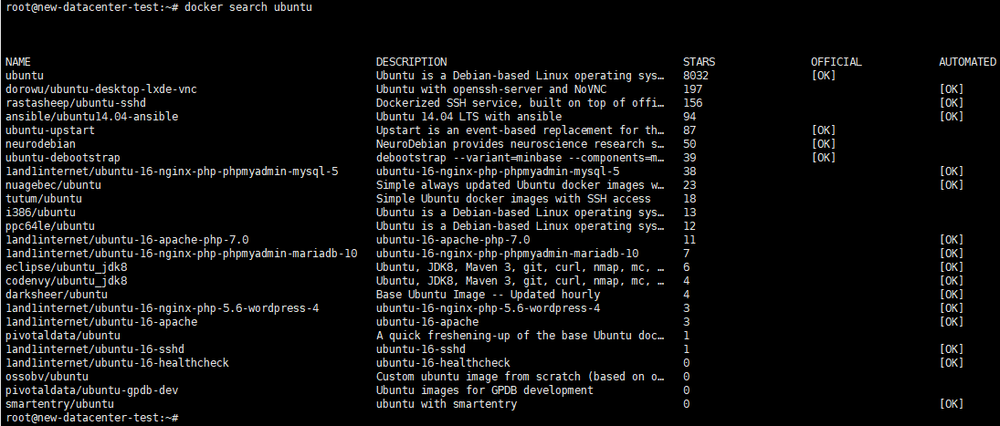 root@new-datacenter-test:~# docker search ubuntu
NAME DESCRIPTION STARS OFFICIAL AUTOMATED
ubuntu Ubuntu is a Debian-based Linux operating sys… 8032 [OK]
dorowu/ubuntu-desktop-lxde-vnc Ubuntu with openssh-server and NoVNC 197 [OK]
rastasheep/ubuntu-sshd Dockerized SSH service, built on top of offi… 156 [OK]
ansible/ubuntu14.04-ansible Ubuntu 14.04 LTS with ansible 94 [OK]
ubuntu-upstart Upstart is an event-based replacement for th… 87 [OK]
neurodebian NeuroDebian provides neuroscience research s… 50 [OK]
ubuntu-debootstrap debootstrap --variant=minbase --components=m… 39 [OK]
1and1internet/ubuntu-16-nginx-php-phpmyadmin-mysql-5 ubuntu-16-nginx-php-phpmyadmin-mysql-5 38 [OK]
nuagebec/ubuntu Simple always updated Ubuntu docker images w… 23 [OK]
tutum/ubuntu Simple Ubuntu docker images with SSH access 18
i386/ubuntu Ubuntu is a Debian-based Linux operating sys… 13
ppc64le/ubuntu Ubuntu is a Debian-based Linux operating sys… 12
1and1internet/ubuntu-16-apache-php-7.0 ubuntu-16-apache-php-7.0 11 [OK]
1and1internet/ubuntu-16-nginx-php-phpmyadmin-mariadb-10 ubuntu-16-nginx-php-phpmyadmin-mariadb-10 7 [OK]
eclipse/ubuntu_jdk8 Ubuntu, JDK8, Maven 3, git, curl, nmap, mc, … 6 [OK]
codenvy/ubuntu_jdk8 Ubuntu, JDK8, Maven 3, git, curl, nmap, mc, … 4 [OK]
darksheer/ubuntu Base Ubuntu Image -- Updated hourly 4 [OK]
1and1internet/ubuntu-16-nginx-php-5.6-wordpress-4 ubuntu-16-nginx-php-5.6-wordpress-4 3 [OK]
1and1internet/ubuntu-16-apache ubuntu-16-apache 3 [OK]
pivotaldata/ubuntu A quick freshening-up of the base Ubuntu doc… 1
1and1internet/ubuntu-16-sshd ubuntu-16-sshd 1 [OK]
1and1internet/ubuntu-16-healthcheck ubuntu-16-healthcheck 0 [OK]
ossobv/ubuntu Custom ubuntu image from scratch (based on o… 0
pivotaldata/ubuntu-gpdb-dev Ubuntu images for GPDB development 0
smartentry/ubuntu ubuntu with smartentry 0 [OK]
root@new-datacenter-test:~#